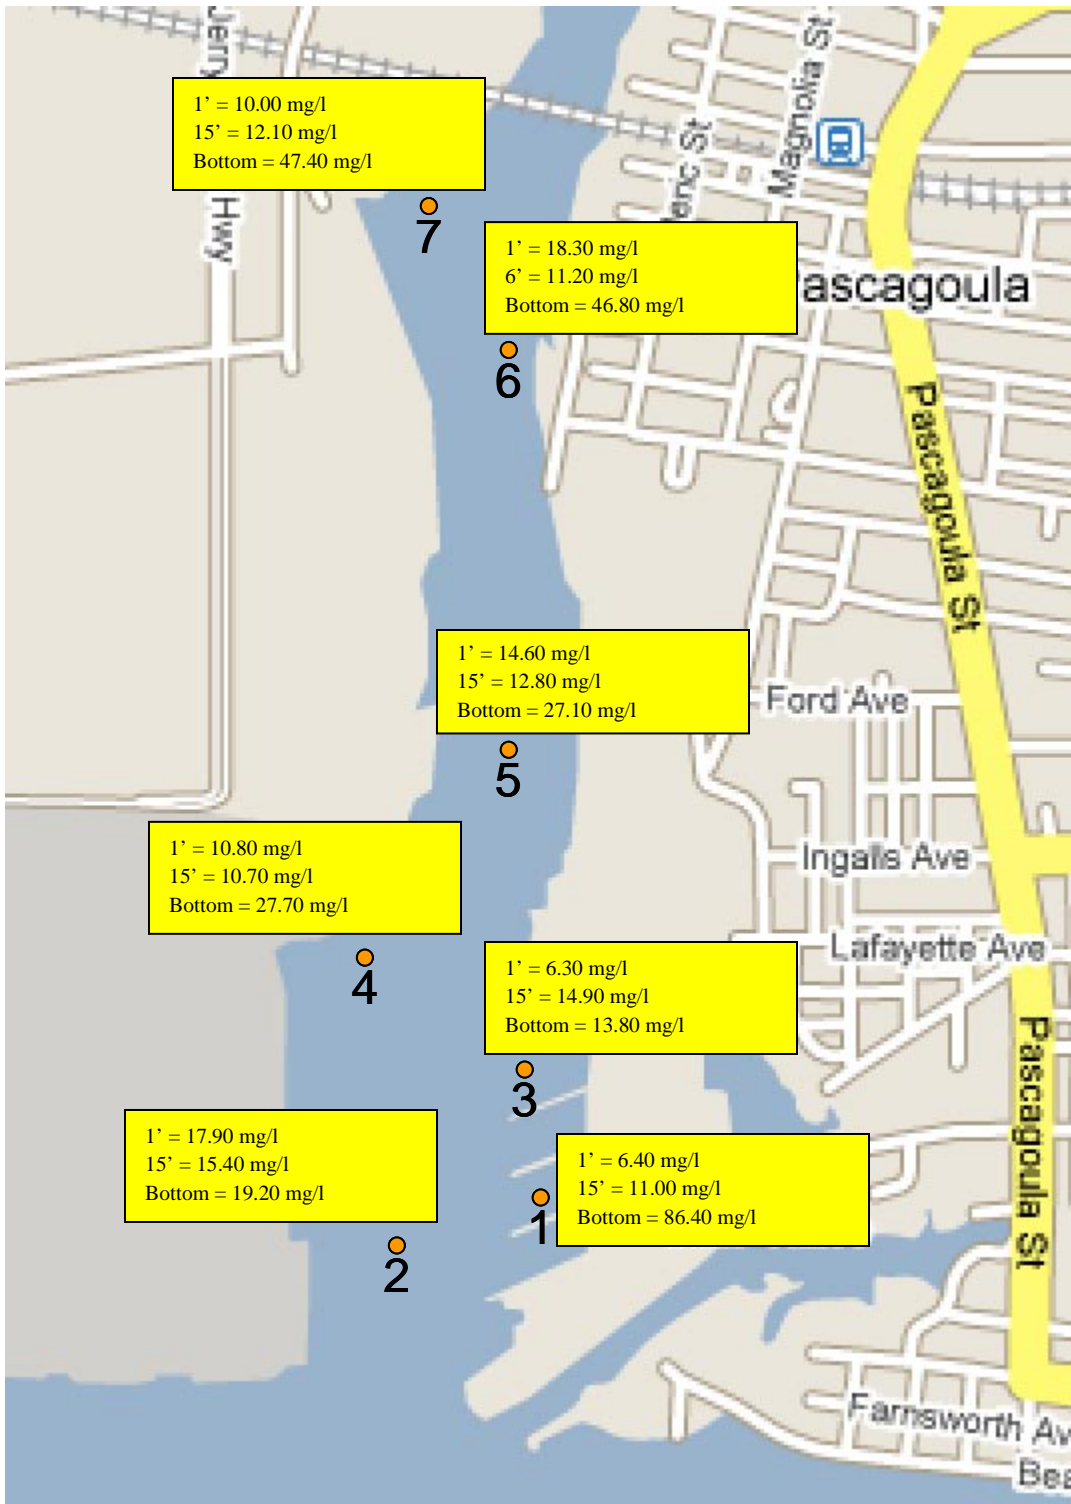 Jerry
Hwy
Magnolia St
1’ = 10.00 mg/l
15’ = 12.10 mg/l
Bottom = 47.40 mg/l
7
1’ = 18.30 mg/l
6’ = 11.20 mg/l
Bottom = 46.80 mg/l
ascagoula
6
Pascagoula St
1’ = 14.60 mg/l
15’ = 12.80 mg/l
Bottom = 27.10 mg/l
Ford Ave
5
1’ = 10.80 mg/l
15’ = 10.70 mg/l
Bottom = 27.70 mg/l
Ingalls Ave
Lafayette Ave
4
1’ = 6.30 mg/l
15’ = 14.90 mg/l
Bottom = 13.80 mg/l
3
Pascagoula St
1’ = 17.90 mg/l
15’ = 15.40 mg/l
Bottom = 19.20 mg/l
1’ = 6.40 mg/l
15’ = 11.00 mg/l
Bottom = 86.40 mg/l
1
2
Farnsworth Av
Bea